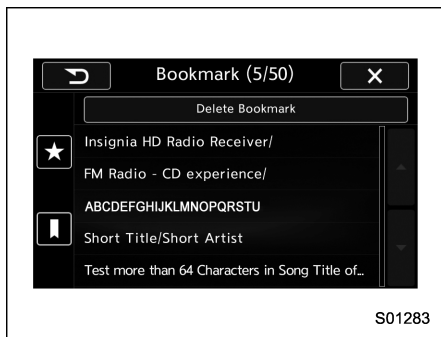 Bookmark (5/50)
Delete Bookmark
Insignia HD Radio Receiver/
FM Radio - CD experience/
ABCDEFGHIJKLMNOPQRSTU
Short Title/Short Artist
Test more than 64 Characters in Song Title of...
S01283